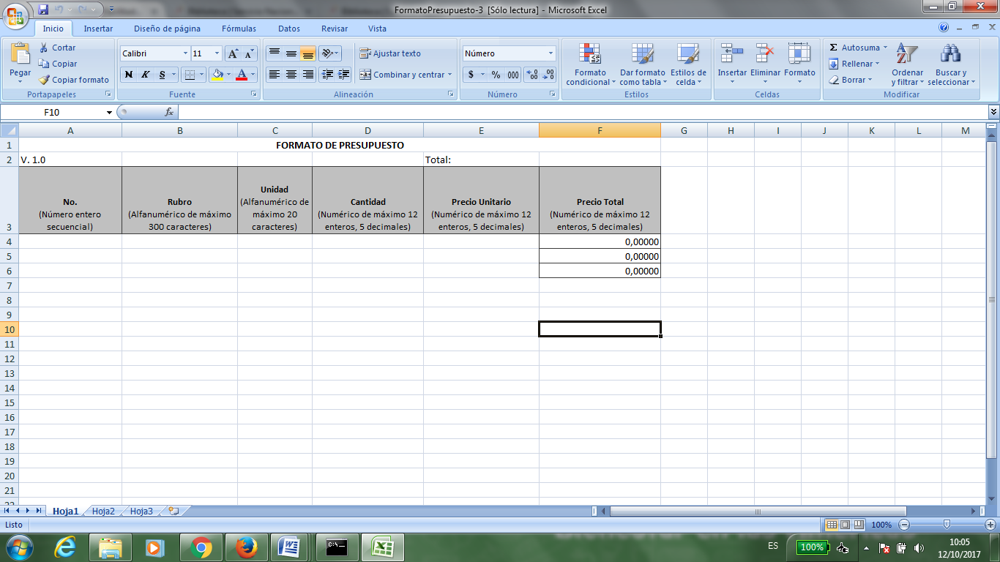 FormatoPresupuesto-3 [Sólo lectura] - Microsoft Excel
Inicio Insertar Diseño de página Fórmulas Datos Revisar Vista
Pegar
Cortar
Copiar
Copiar formato
Portapapeles
Calibri 11
N K S
Fuente
Ajustar texto
Combinar y centrar
Alineación
Número
$ % 000
Número
Formato condicional
Dar formato como tabla
Estilos de celda
Estilos
Insertar Eliminar Formato
Celdas
Σ Autosuma
Rellenar
Borrar
Ordenar y filtrar
Buscar y seleccionar
Modificar
F10 fx
A B C D E F G H I J K L M
1 FORMATO DE PRESUPUESTO
2 V. 1.0 Total:
3
No.
(Número entero
secuencial)
Rubro
(Alfanumérico de máximo
300 caracteres)
Unidad
(Alfanumérico de
máximo 20
caracteres)
Cantidad
(Numérico de máximo 12
enteros, 5 decimales)
Precio Unitario
(Numérico de máximo 12
enteros, 5 decimales)
Precio Total
(Numérico de máximo 12
enteros, 5 decimales)
4 0,00000
5 0,00000
6 0,00000
7
8
9
10
11
12
13
14
15
16
17
18
19
20
21
22
Hoja1 Hoja2 Hoja3
Listo 100%
ES 100% 10:05
12/10/2017